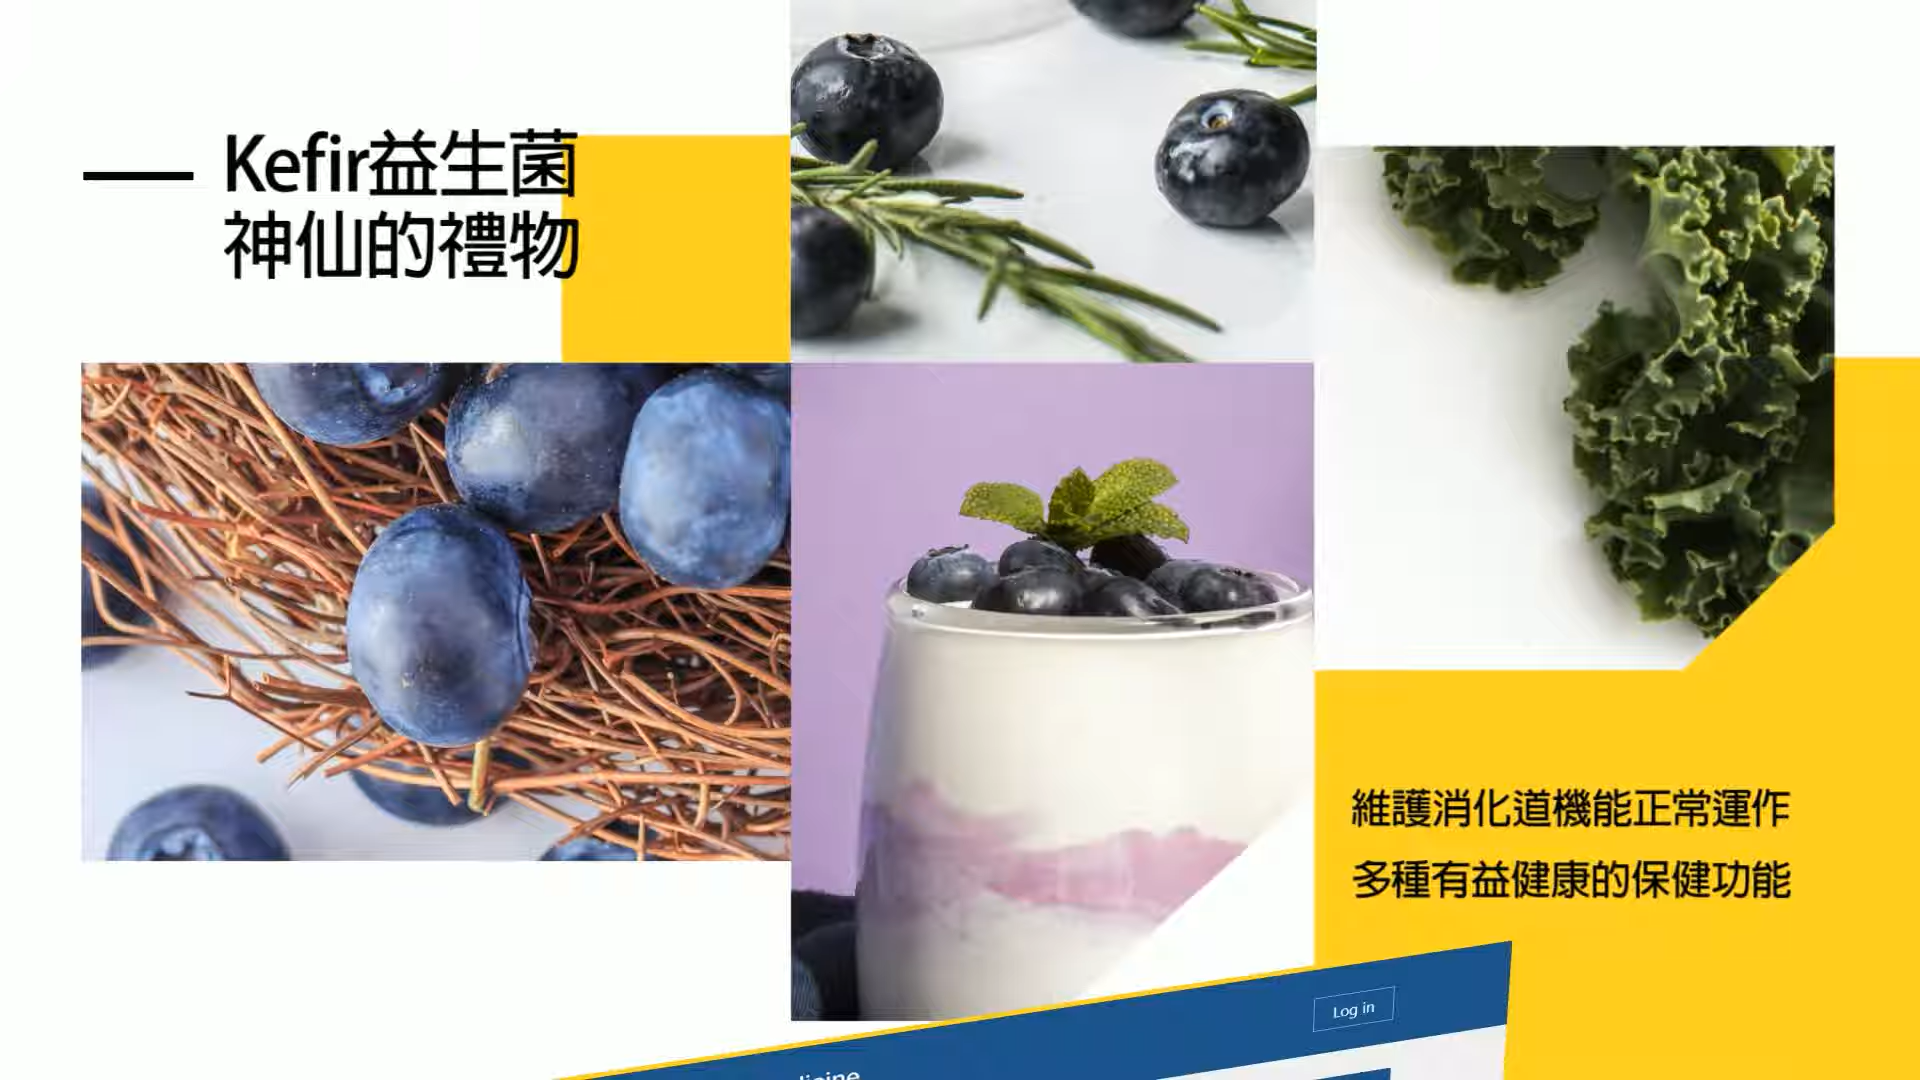 Kefir益生菌
神仙的禮物
維護消化道機能正常運作
多種有益健康的保健功能
Log in